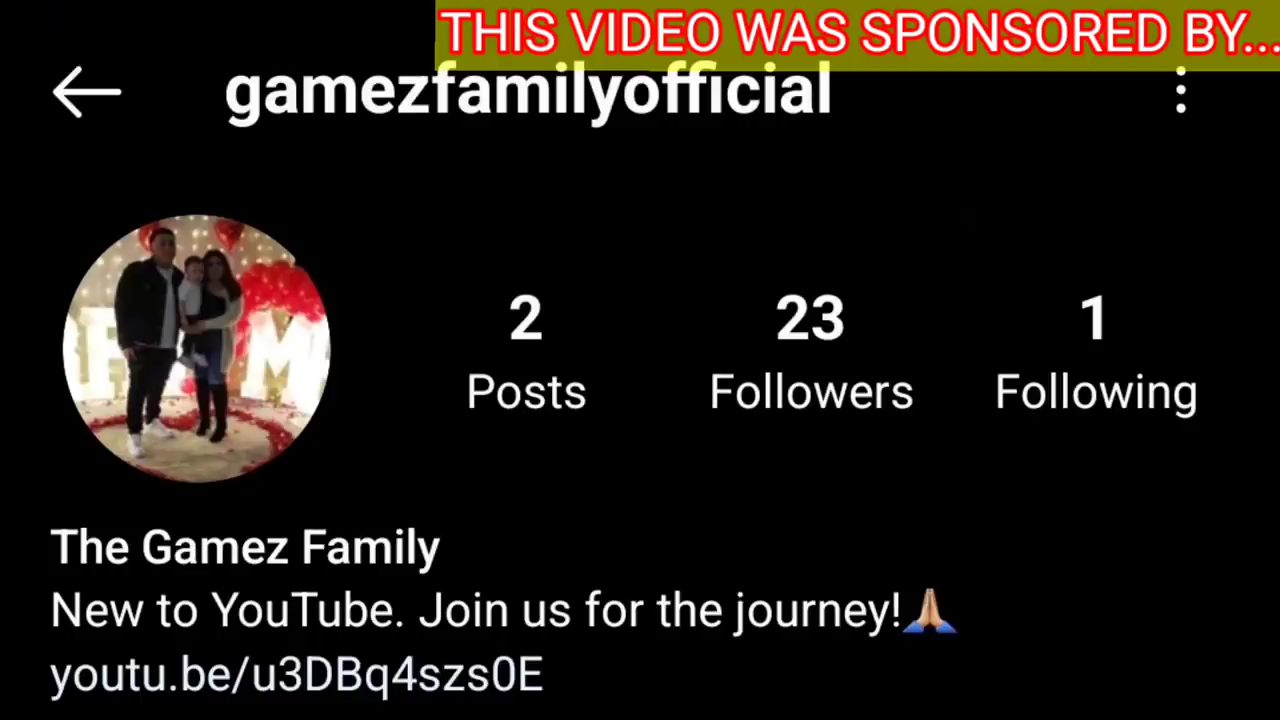 THIS VIDEO WAS SPONSORED BY...
gamezfamilyofficial
2 23 1
Posts Followers Following
The Gamez Family
New to YouTube. Join us for the journey!🙏🏼
youtu.be/u3DBq4szs0E